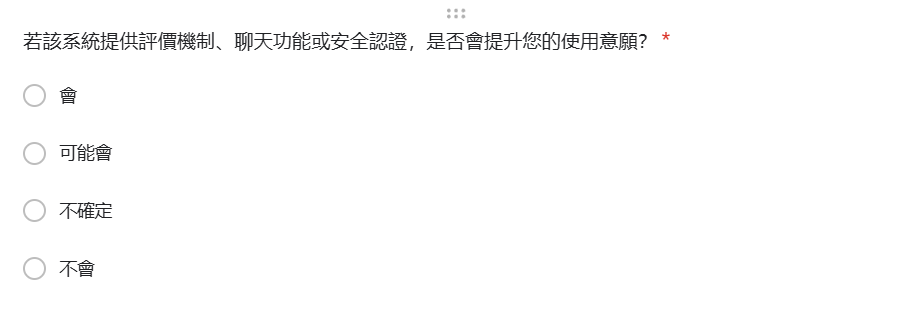 若該系統提供評價機制、聊天功能或安全認證，是否會提升您的使用意願？ *
會
可能會
不確定
不會